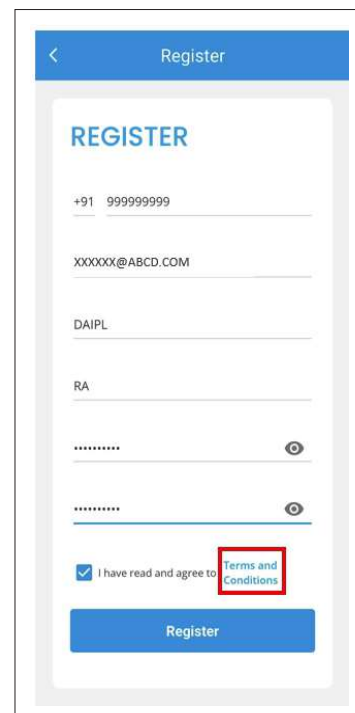 Register
REGISTER
+91 999999999
XXXXXX@ABCD.COM
DAIPL
RA
••••••••••
••••••••••
I have read and agree to Terms and
Conditions
Register